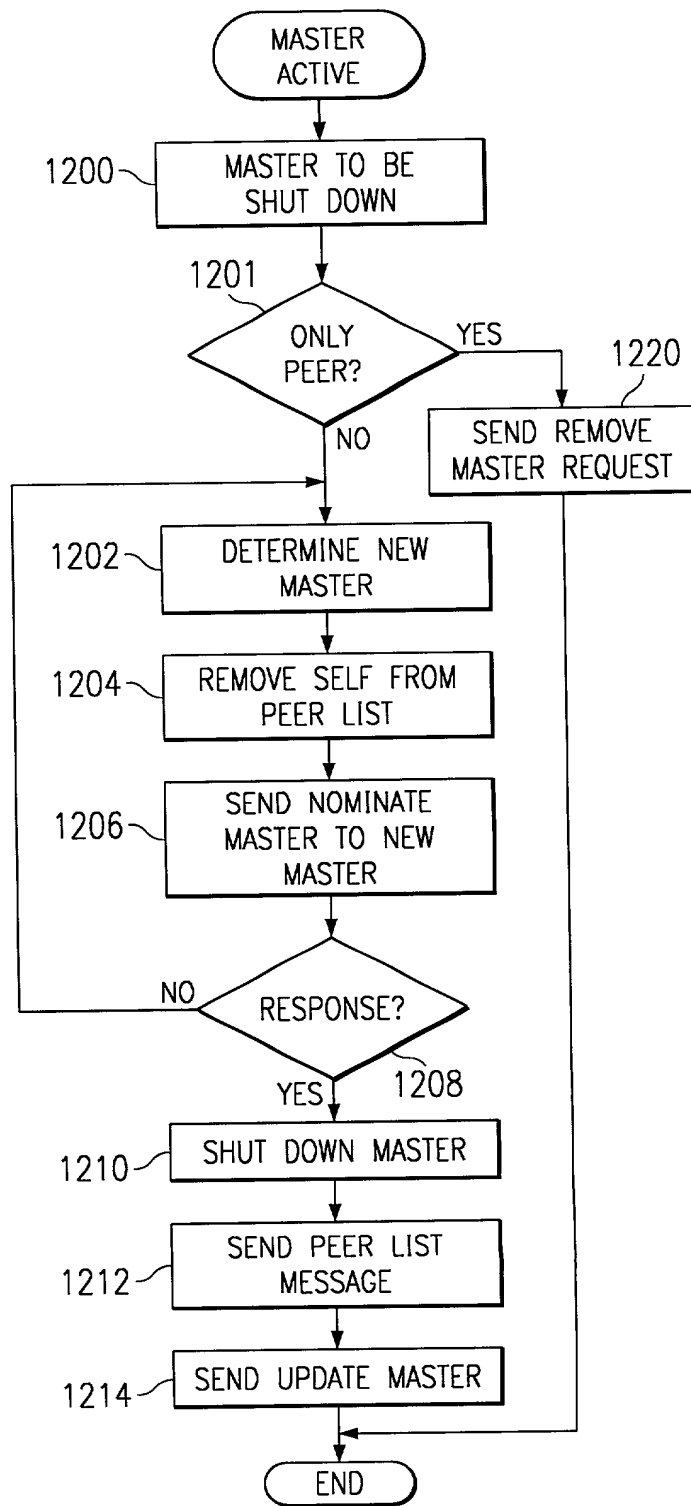 MASTER
ACTIVE
1200
MASTER TO BE
SHUT DOWN
1201
ONLY
PEER?
YES
NO
1220
SEND REMOVE
MASTER REQUEST
1202
DETERMINE NEW
MASTER
1204
REMOVE SELF FROM
PEER LIST
1206
SEND NOMINATE
MASTER TO NEW
MASTER
NO
RESPONSE?
1208
YES
1210
SHUT DOWN MASTER
1212
SEND PEER LIST
MESSAGE
1214
SEND UPDATE MASTER
END